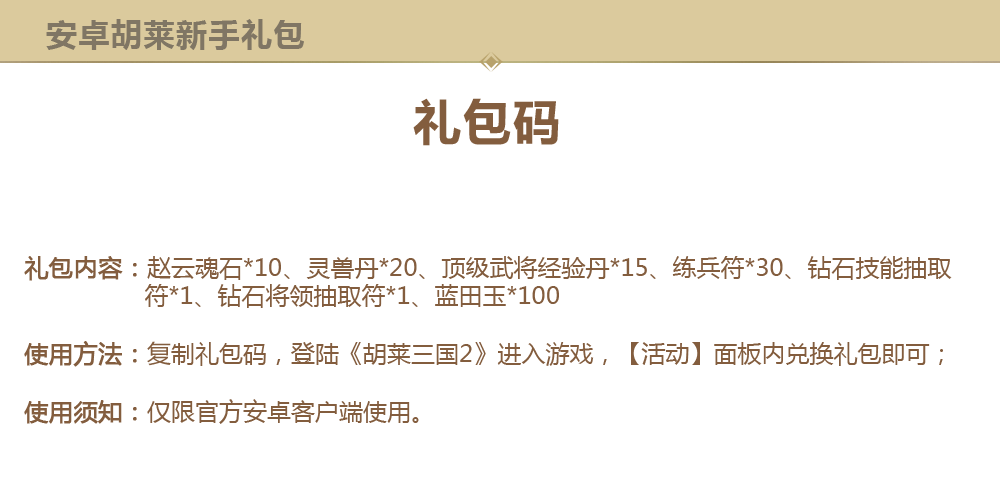 安卓胡莱新手礼包
礼包码
礼包内容：赵云魂石*10、灵兽丹*20、顶级武将经验丹*15、练兵符*30、钻石技能抽取
符*1、钻石将领抽取符*1、蓝田玉*100
使用方法：复制礼包码，登陆《胡莱三国2》进入游戏，【活动】面板内兑换礼包即可；
使用须知：仅限官方安卓客户端使用。